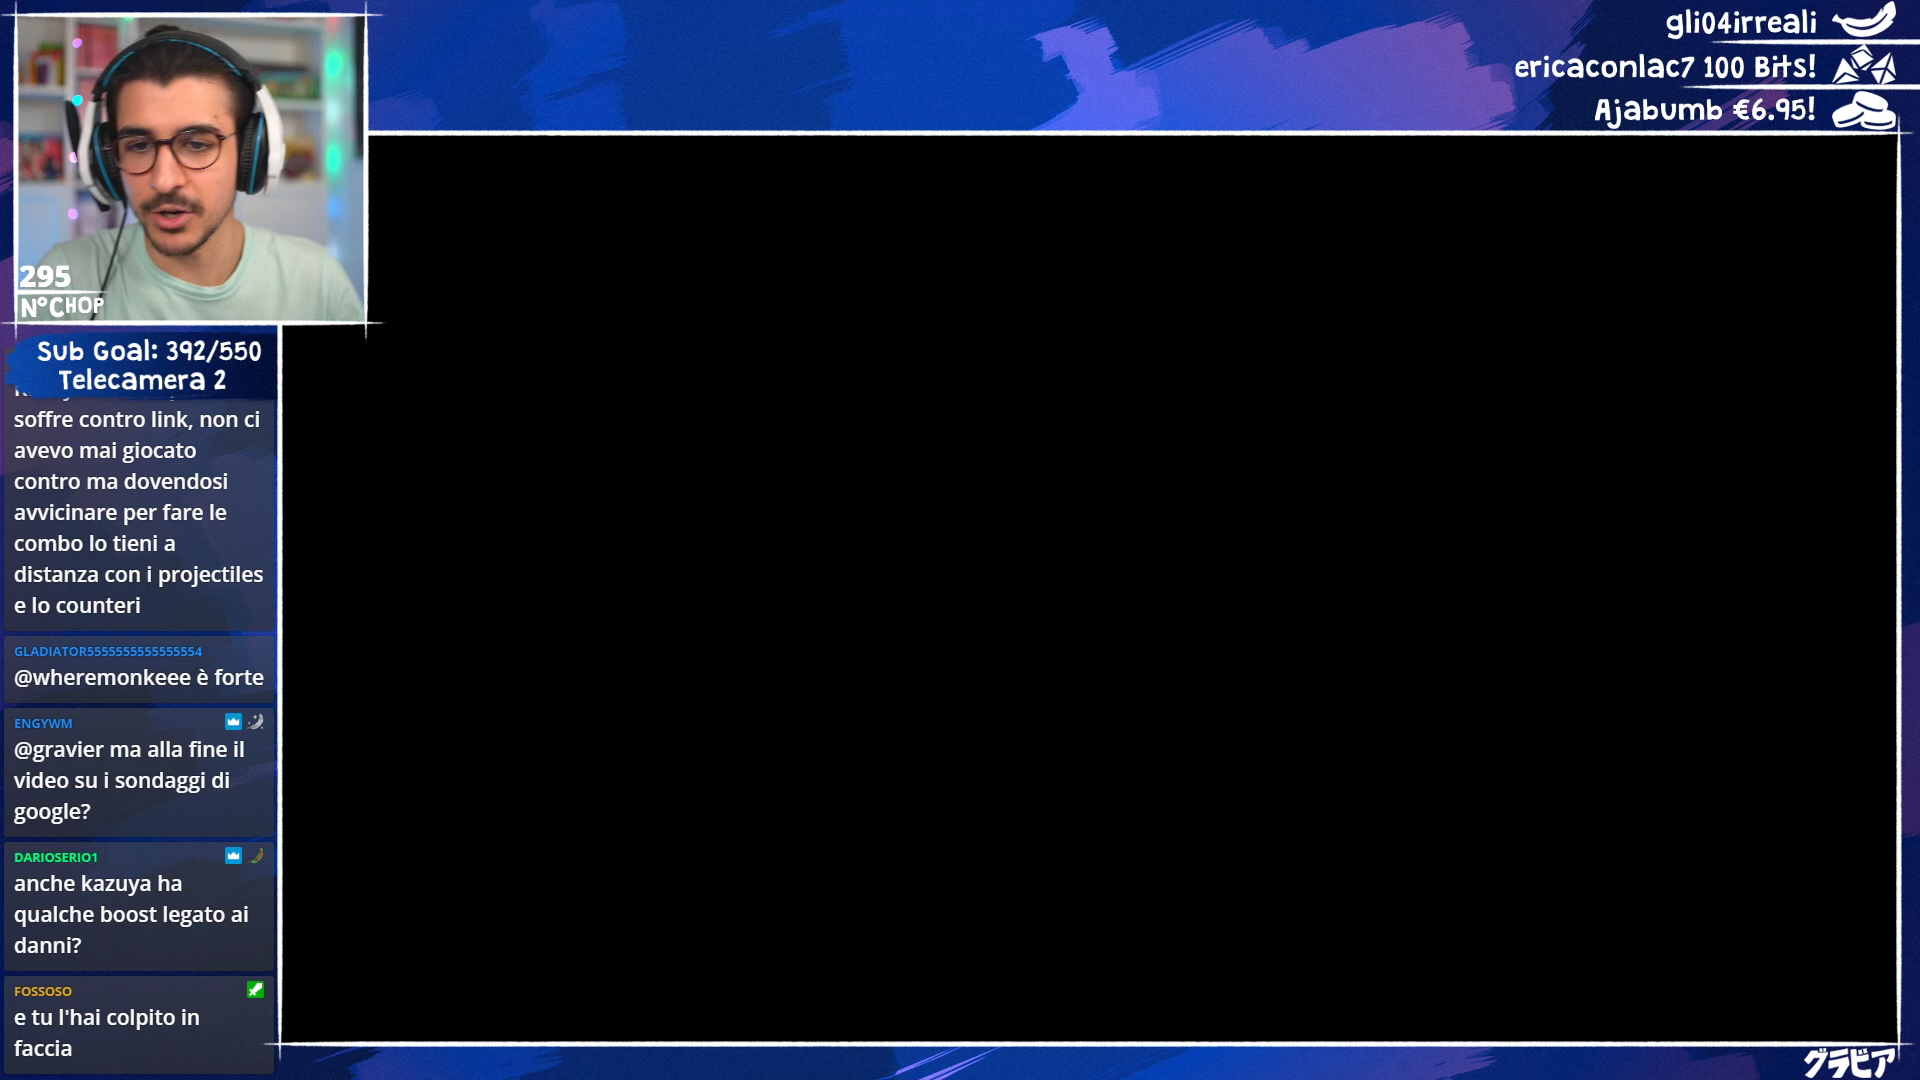 gli04irreali
ericaconlac7 100 Bits!
Ajabumb €6.95!
295
N°CHOP
Sub Goal: 392/550
Telecamera 2
soffre contro link, non ci
avevo mai giocato
contro ma dovendosi
avvicinare per fare le
combo lo tieni a
distanza con i projectiles
e lo counteri
GLADIATOR5555555555555554
@wheremonkeee è forte
ENGYWM
@gravier ma alla fine il
video su i sondaggi di
google?
DARIOSERIO1
anche kazuya ha
qualche boost legato ai
danni?
FOSSOSO
e tu l'hai colpito in
faccia
グラビア